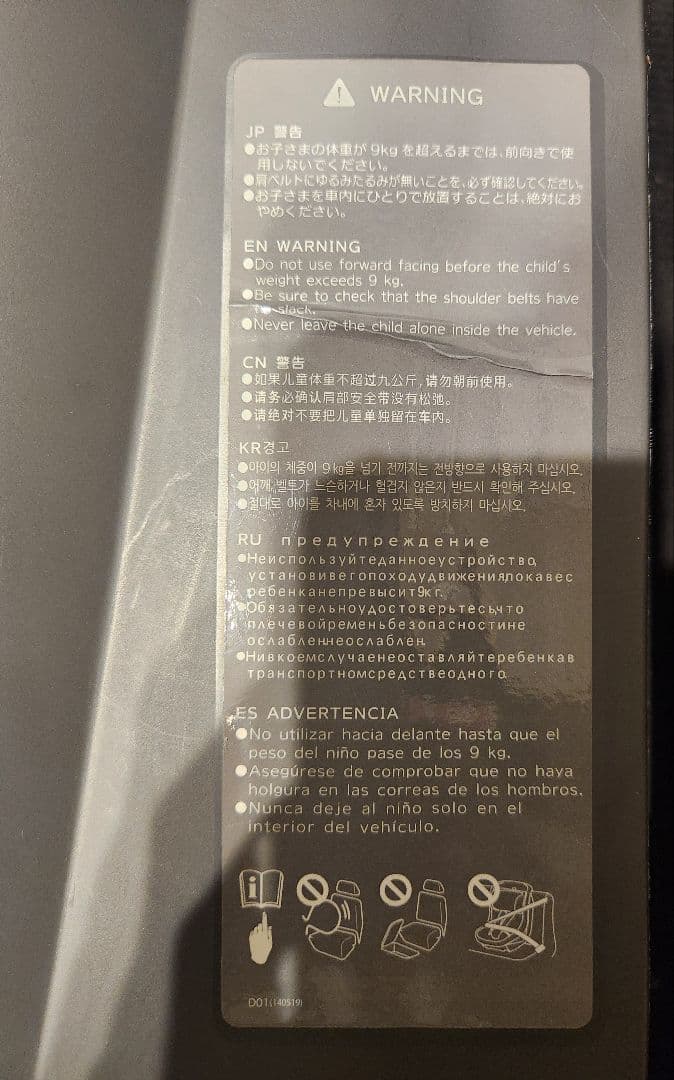 WARNING
JP 警告
●お子さまの体重が9kgを超えるまでは、前向きで使
用しないでください。
●肩ベルトにゆるみたるみが無いことを、必ず確認してください。
●お子さまを車内にひとりで放置することは、絶対にお
やめください。
EN WARNING
●Do not use forward facing before the child's
weight exceeds 9 kg.
●Be sure to check that the shoulder belts have
no slack.
●Never leave the child alone inside the vehicle.
CN 警告
●如果儿童体重不超过九公斤，请勿朝前使用。
●请务必确认肩部安全带没有松弛。
●请绝对不要把儿童单独留在车内。
KR경고
●아이의 체중이 9kg을 넘기 전까지는 전방향으로 사용하지 마십시오.
●어깨 벨투가 느슨하거나 헐겁지 않은지 반드시 확인해 주십시오.
●절대로 아이를 차내에 혼자 있도록 방치하지 마십시오.
RU предупреждение
●Неиспользуйтеданноеустройство,
установивегопоходудвижения,покавес
ребенканепревысит9кг.
●Обязательноудостоверьтесь,что
плечевойременьбезопасностине
ослабленнеослаблен.
●Нивкоемслучаенеоставляйтеребенкав
транспортномсредствеодного.
ES ADVERTENCIA
●No utilizar hacia delante hasta que el
peso del niño pase de los 9 kg.
●Asegúrese de comprobar que no haya
holgura en las correas de los hombros.
●Nunca deje al niño solo en el
interior del vehículo.
D01(140519)